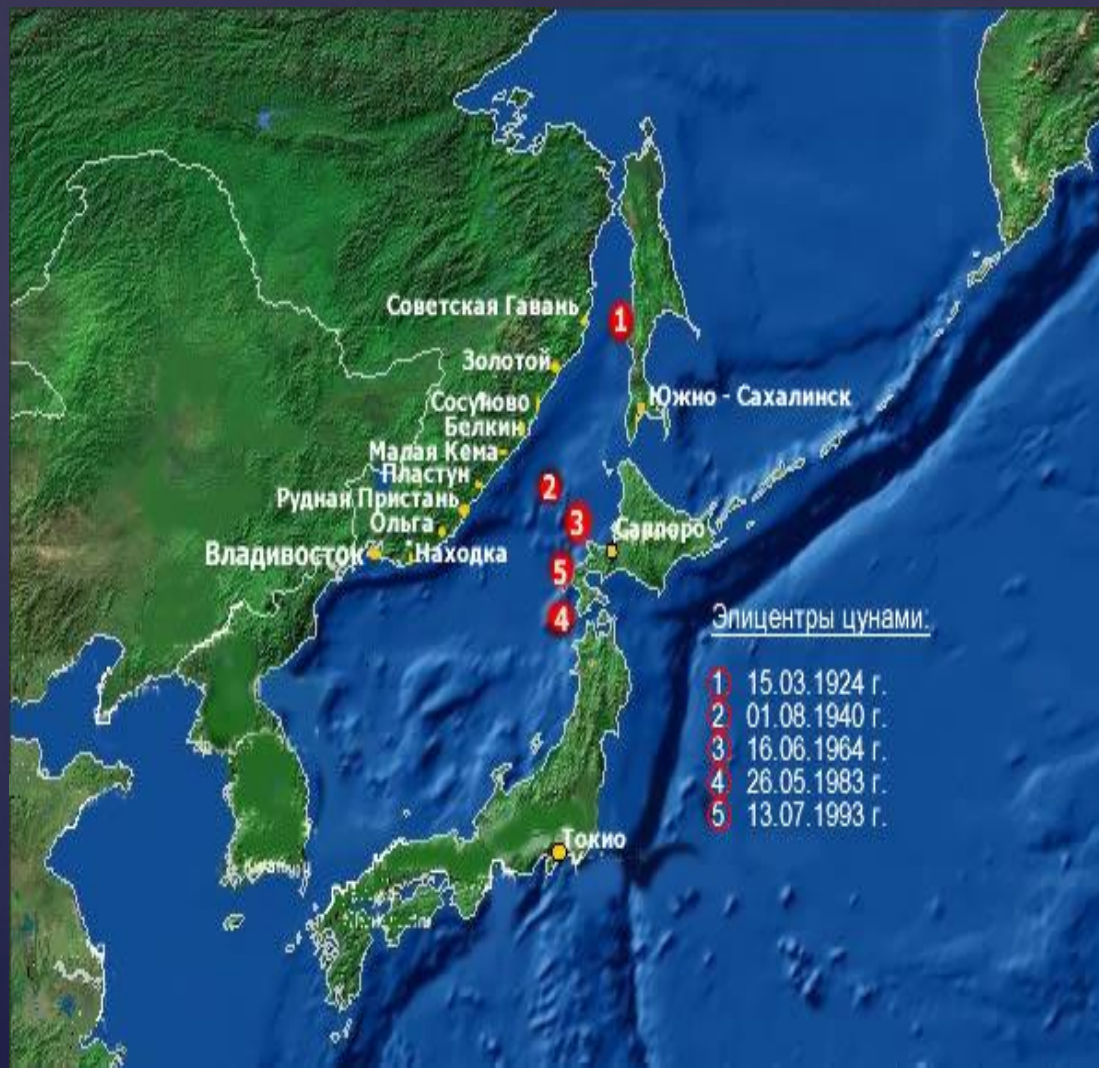 Советская Гавань
Золотой
Южно - Сахалинск
Сосуново
Белкин
Малая Кема
Пластун
Рудная Пристань
Ольга
Владивосток
Находка
Саппоро
Токио
1
2
3
5
4
Эпицентры цунами:
1 15.03.1924 г.
2 01.08.1940 г.
3 16.06.1964 г.
4 26.05.1983 г.
5 13.07.1993 г.